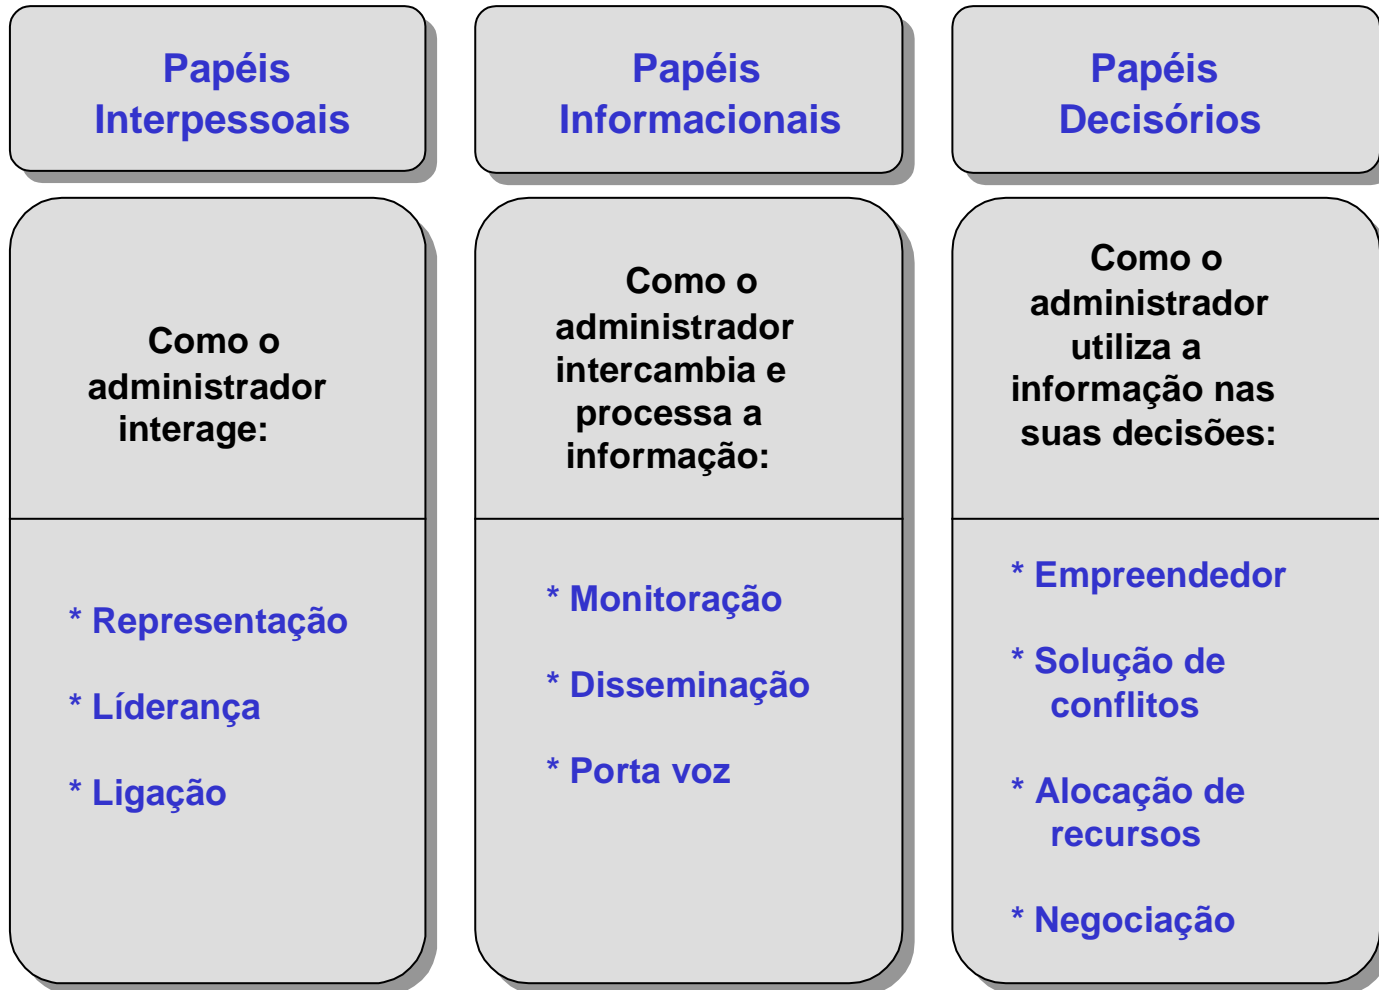 Papéis
Interpessoais
Como o
administrador
interage:
* Representação
* Líderança
* Ligação
Papéis
Informacionais
Como o
administrador
intercambia e
processa a
informação:
* Monitoração
* Disseminação
* Porta voz
Papéis
Decisórios
Como o
administrador
utiliza a
informação nas
suas decisões:
* Empreendedor
* Solução de
conflitos
* Alocação de
recursos
* Negociação